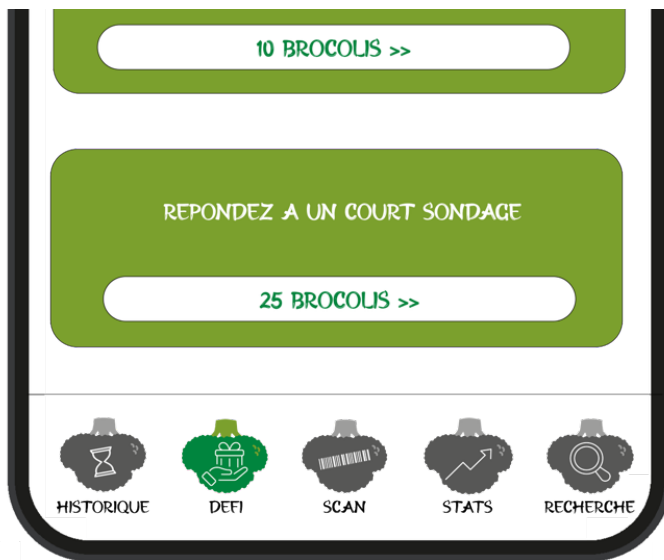 10 BROCOLIS >>
REPONDEZ A UN COURT SONDAGE
25 BROCOLIS >>
HISTORIQUE
DEFI
SCAN
STATS
RECHERCHE